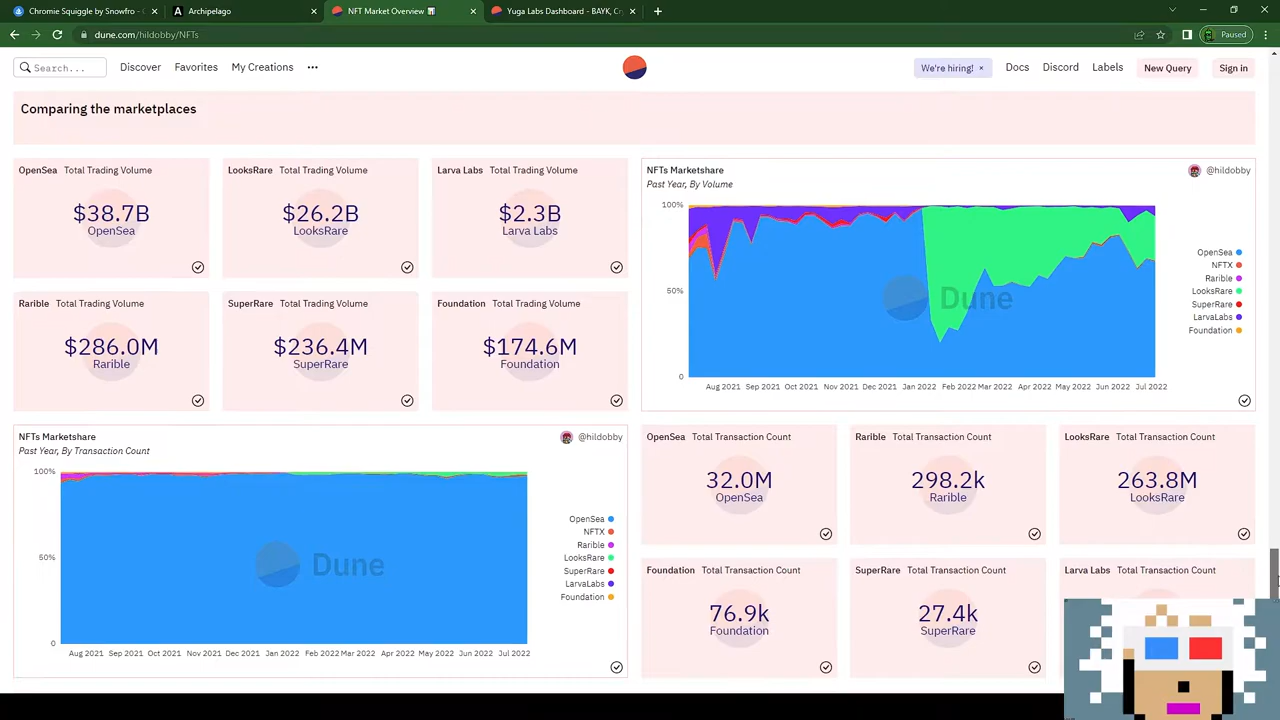 Chromie Squiggle by Snowfro - C
Archipelago
NFT Market Overview
Yuga Labs Dashboard - BAYK, Cry
dune.com/hildobby/NFTs
Paused
Search...
Discover
Favorites
My Creations
We're hiring! ×
Docs
Discord
Labels
New Query
Sign in
Comparing the marketplaces
OpenSea Total Trading Volume
$38.7B
OpenSea
LooksRare Total Trading Volume
$26.2B
LooksRare
Larva Labs Total Trading Volume
$2.3B
Larva Labs
Rarible Total Trading Volume
$286.0M
Rarible
SuperRare Total Trading Volume
$236.4M
SuperRare
Foundation Total Trading Volume
$174.6M
Foundation
NFTs Marketshare
@hildobby
Past Year, By Volume
100%
50%
0
Dune
Aug 2021 Sep 2021 Oct 2021 Nov 2021 Dec 2021 Jan 2022 Feb 2022 Mar 2022 Apr 2022 May 2022 Jun 2022 Jul 2022
OpenSea
NFTX
Rarible
LooksRare
SuperRare
LarvaLabs
Foundation
NFTs Marketshare
@hildobby
Past Year, By Transaction Count
100%
50%
0
Dune
Aug 2021 Sep 2021 Oct 2021 Nov 2021 Dec 2021 Jan 2022 Feb 2022 Mar 2022 Apr 2022 May 2022 Jun 2022 Jul 2022
OpenSea
NFTX
Rarible
LooksRare
SuperRare
LarvaLabs
Foundation
OpenSea Total Transaction Count
32.0M
OpenSea
Rarible Total Transaction Count
298.2k
Rarible
LooksRare Total Transaction Count
263.8M
LooksRare
Foundation Total Transaction Count
76.9k
Foundation
SuperRare Total Transaction Count
27.4k
SuperRare
Larva Labs Total Transaction Count